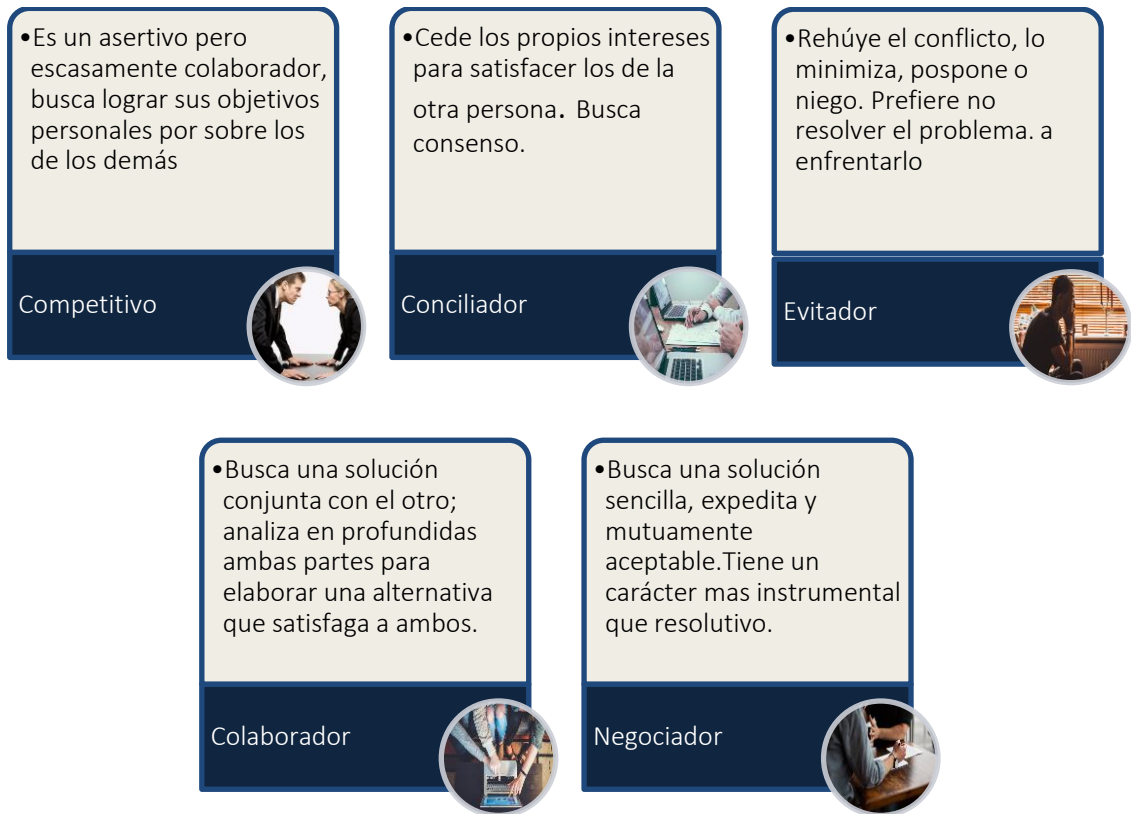 •Es un asertivo pero
escasamente colaborador,
busca lograr sus objetivos
personales por sobre los
de los demás
Competitivo
•Cede los propios intereses
para satisfacer los de la
otra persona. Busca
consenso.
Conciliador
•Rehúye el conflicto, lo
minimiza, pospone o
niego. Prefiere no
resolver el problema. a
enfrentarlo
Evitador
•Busca una solución
conjunta con el otro;
analiza en profundidas
ambas partes para
elaborar una alternativa
que satisfaga a ambos.
Colaborador
•Busca una solución
sencilla, expedita y
mutuamente
aceptable.Tiene un
carácter mas instrumental
que resolutivo.
Negociador